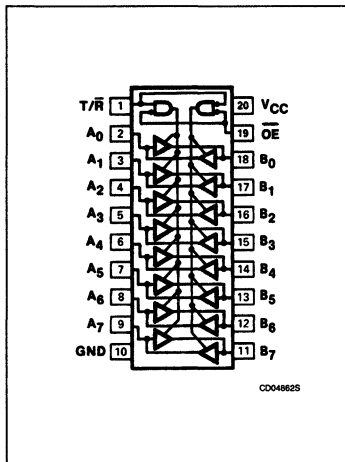 T/R̅ 1 20 VCC
A0 2 19 O̅E̅
A1 3 18 B0
A2 4 17 B1
A3 5 16 B2
A4 6 15 B3
A5 7 14 B4
A6 8 13 B5
A7 9 12 B6
GND 10 11 B7
CD04862S